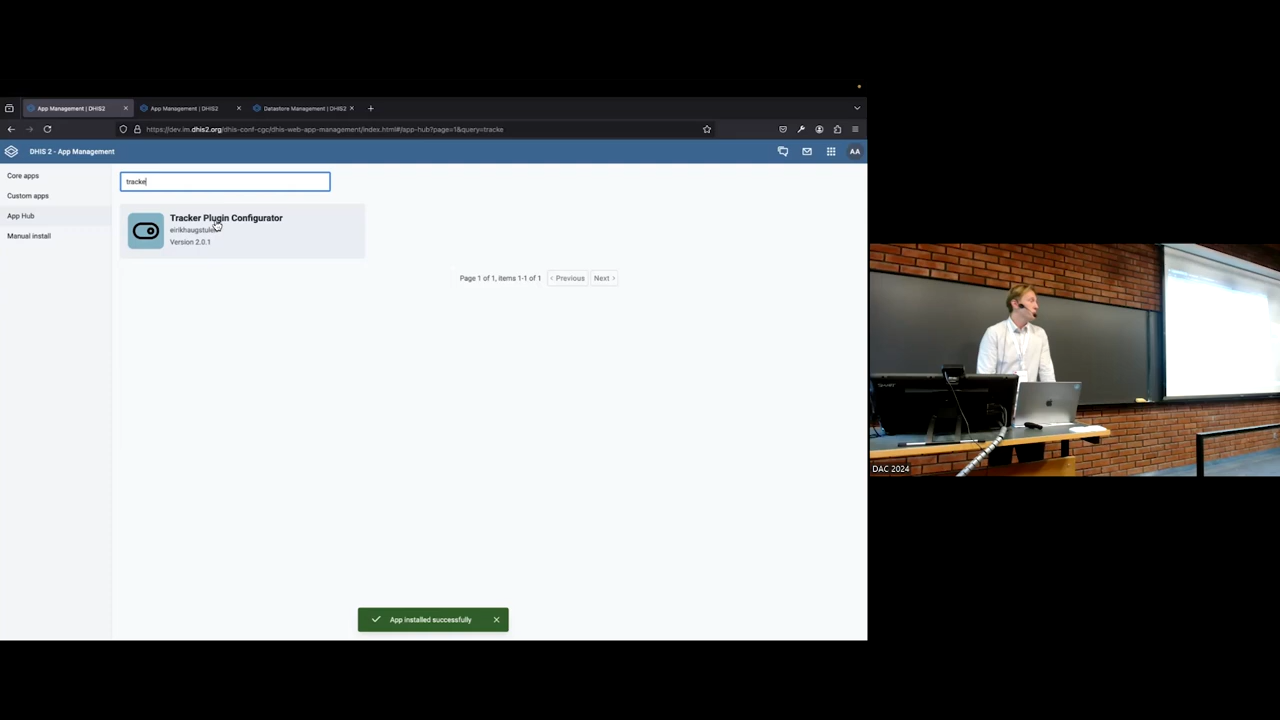 App Management | DHIS2
App Management | DHIS2
Datastore Management | DHIS2
https://dev.im.dhis2.org/dhis-conf-cgc/dhis-web-app-management/index.html#/app-hub?page=1&query=tracke
DHIS 2 - App Management
AA
Core apps
Custom apps
App Hub
Manual install
tracke
Tracker Plugin Configurator
Version 2.0.1
Page 1 of 1, items 1-1 of 1
Previous
Next
App installed successfully
DAC 2024